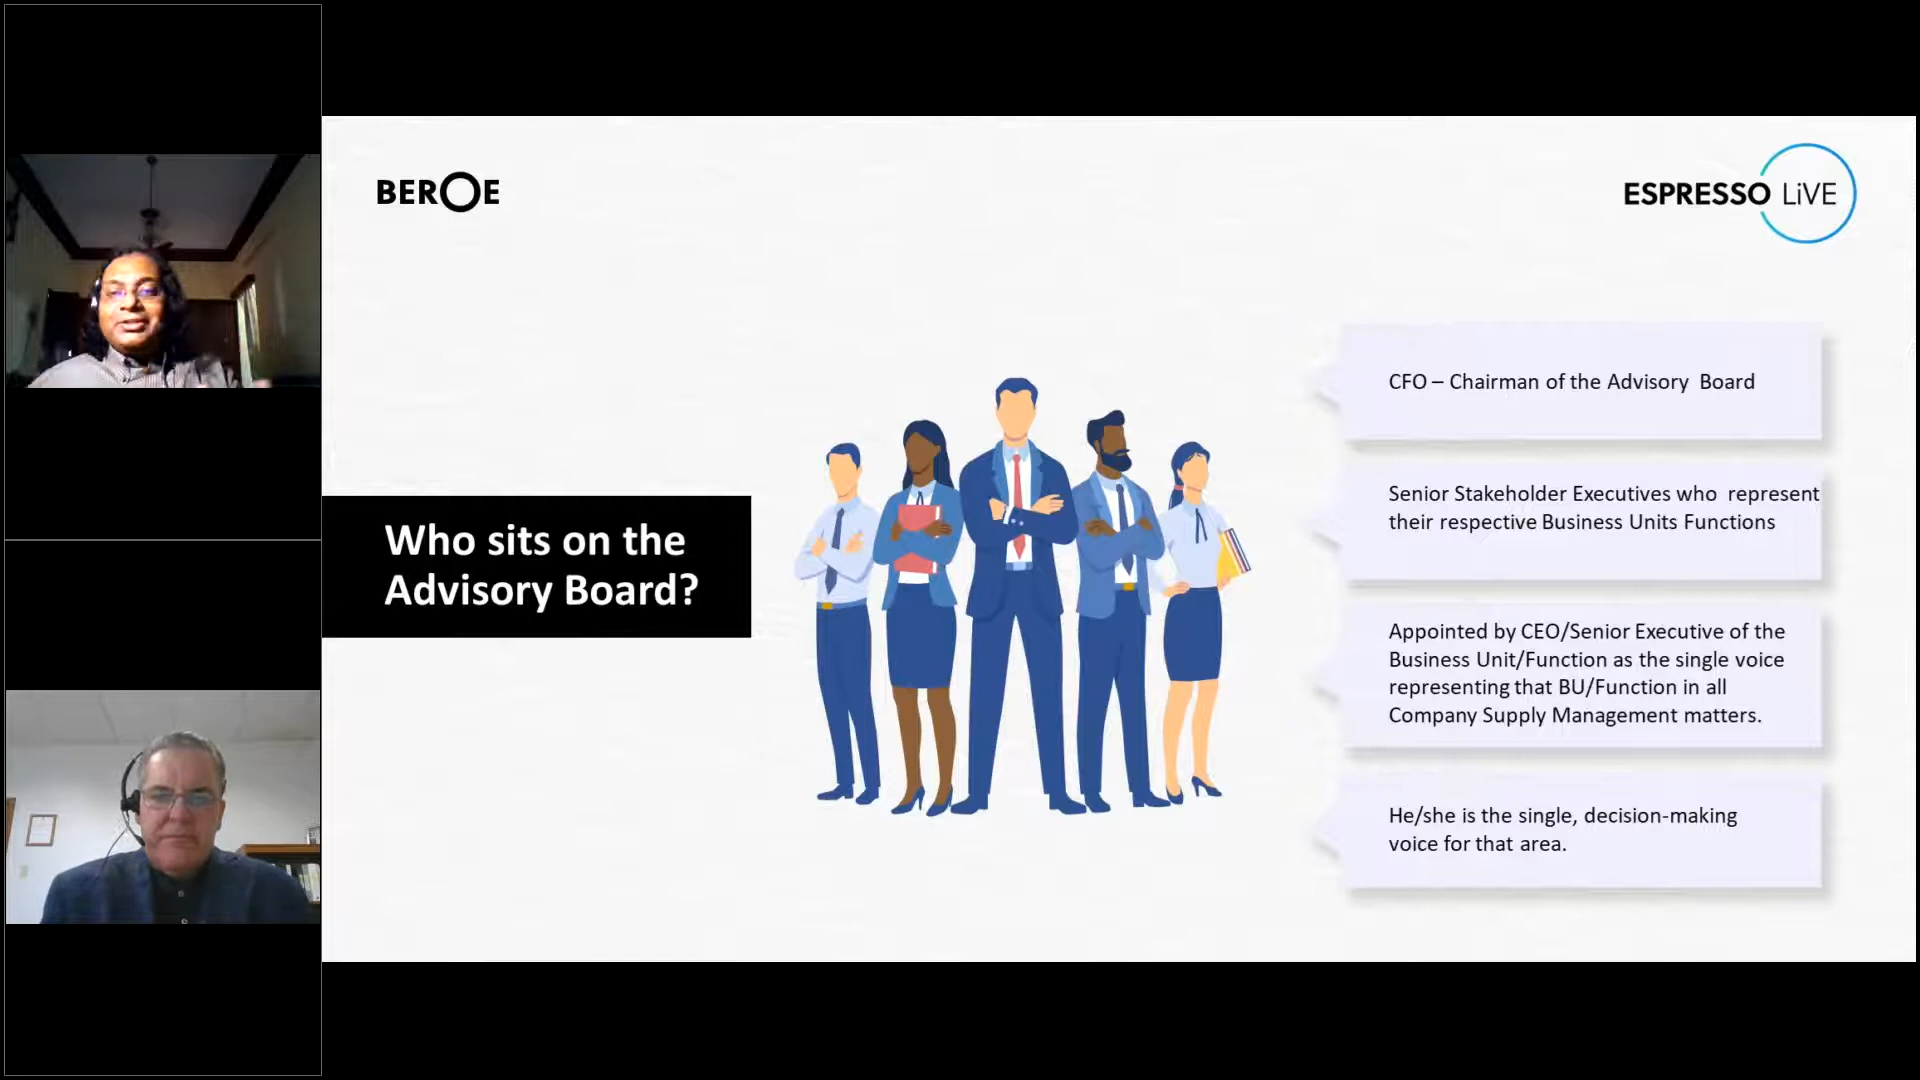 BEROE
ESPRESSO LiVE
Who sits on the
Advisory Board?
CFO – Chairman of the Advisory Board
Senior Stakeholder Executives who represent
their respective Business Units Functions
Appointed by CEO/Senior Executive of the
Business Unit/Function as the single voice
representing that BU/Function in all
Company Supply Management matters.
He/she is the single, decision-making
voice for that area.